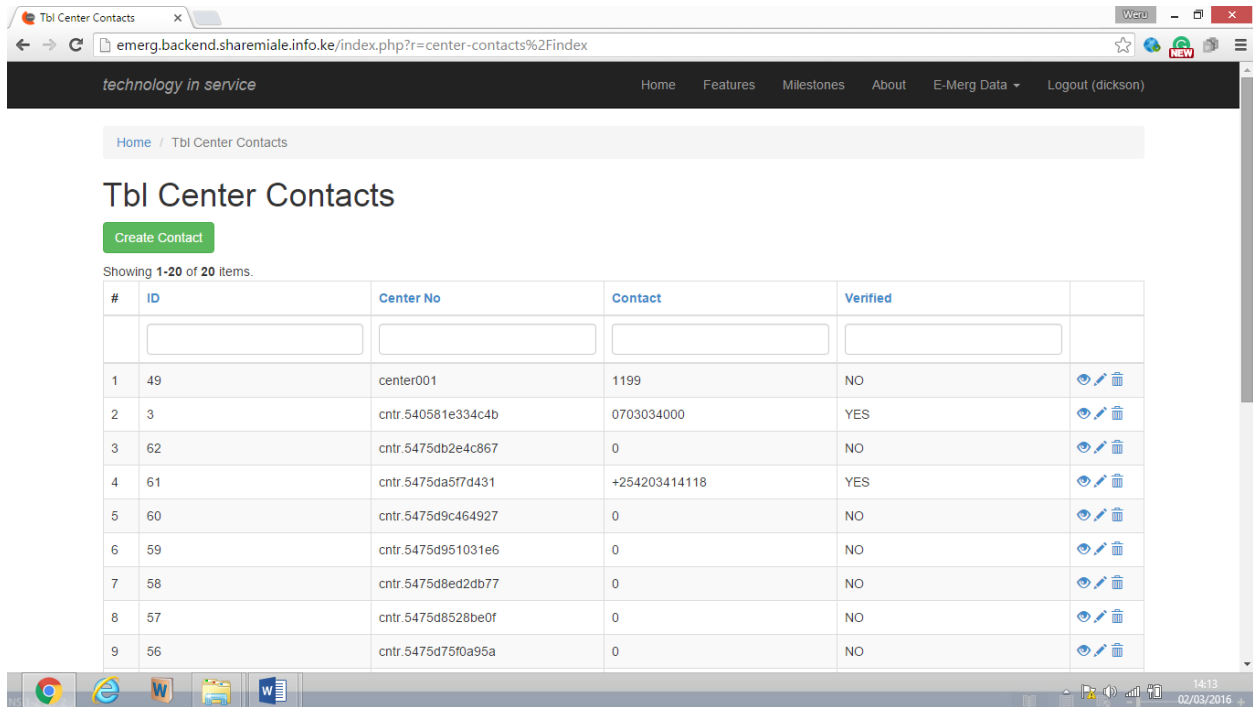 Tbl Center Contacts
Weru
emerg.backend.sharemiale.info.ke/index.php?r=center-contacts%2Findex
NEW
technology in service Home Features Milestones About E-Merg Data Logout (dickson)
Home / Tbl Center Contacts
Tbl Center Contacts
Create Contact
Showing 1-20 of 20 items.
# ID Center No Contact Verified
1 49 center001 1199 NO
2 3 cntr.540581e334c4b 0703034000 YES
3 62 cntr.5475db2e4c867 0 NO
4 61 cntr.5475da5f7d431 +254203414118 YES
5 60 cntr.5475d9c464927 0 NO
6 59 cntr.5475d951031e6 0 NO
7 58 cntr.5475d8ed2db77 0 NO
8 57 cntr.5475d8528be0f 0 NO
9 56 cntr.5475d75f0a95a 0 NO
14:13
02/03/2016